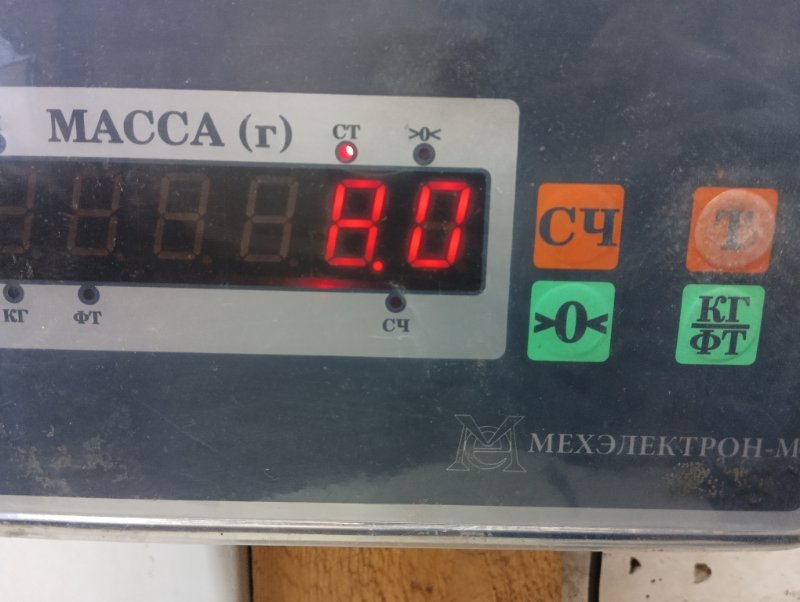 МАССА (г) СТ >0<
8.0
КГ ФТ СЧ
СЧ Т
>0< КГ
ФТ
МЕХЭЛЕКТРОН-М